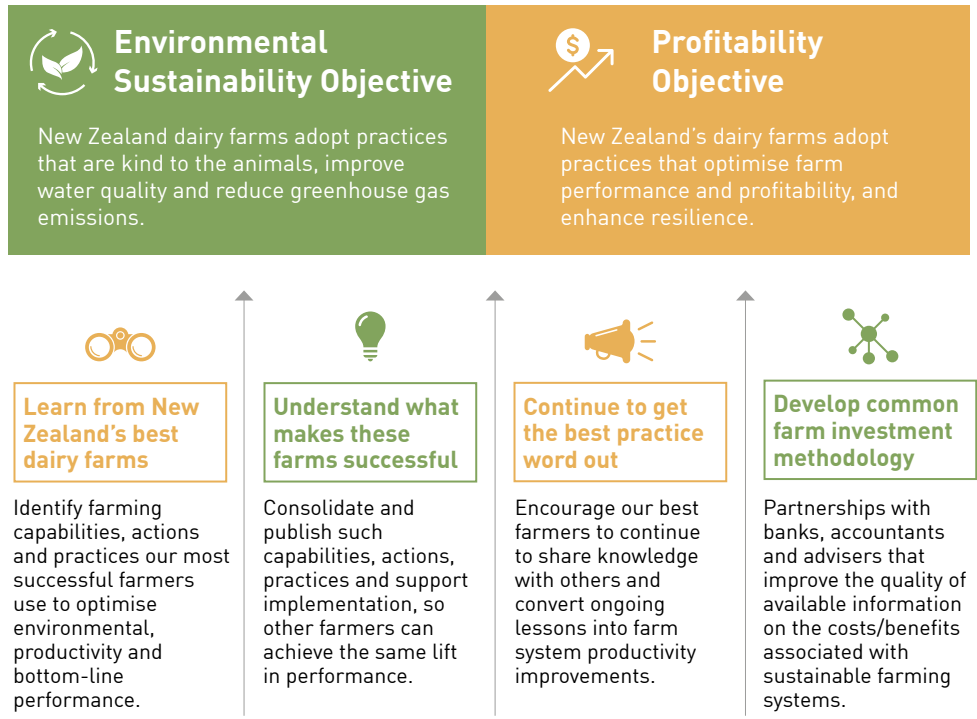 Environmental
Sustainability Objective
New Zealand dairy farms adopt practices
that are kind to the animals, improve
water quality and reduce greenhouse gas
emissions.
$
Profitability
Objective
New Zealand's dairy farms adopt
practices that optimise farm
performance and profitability, and
enhance resilience.
Learn from New
Zealand's best
dairy farms
Identify farming
capabilities, actions
and practices our most
successful farmers
use to optimise
environmental,
productivity and
bottom-line
performance.
Understand what
makes these
farms successful
Consolidate and
publish such
capabilities, actions,
practices and support
implementation, so
other farmers can
achieve the same lift
in performance.
Continue to get
the best practice
word out
Encourage our best
farmers to continue
to share knowledge
with others and
convert ongoing
lessons into farm
system productivity
improvements.
Develop common
farm investment
methodology
Partnerships with
banks, accountants
and advisers that
improve the quality of
available information
on the costs/benefits
associated with
sustainable farming
systems.